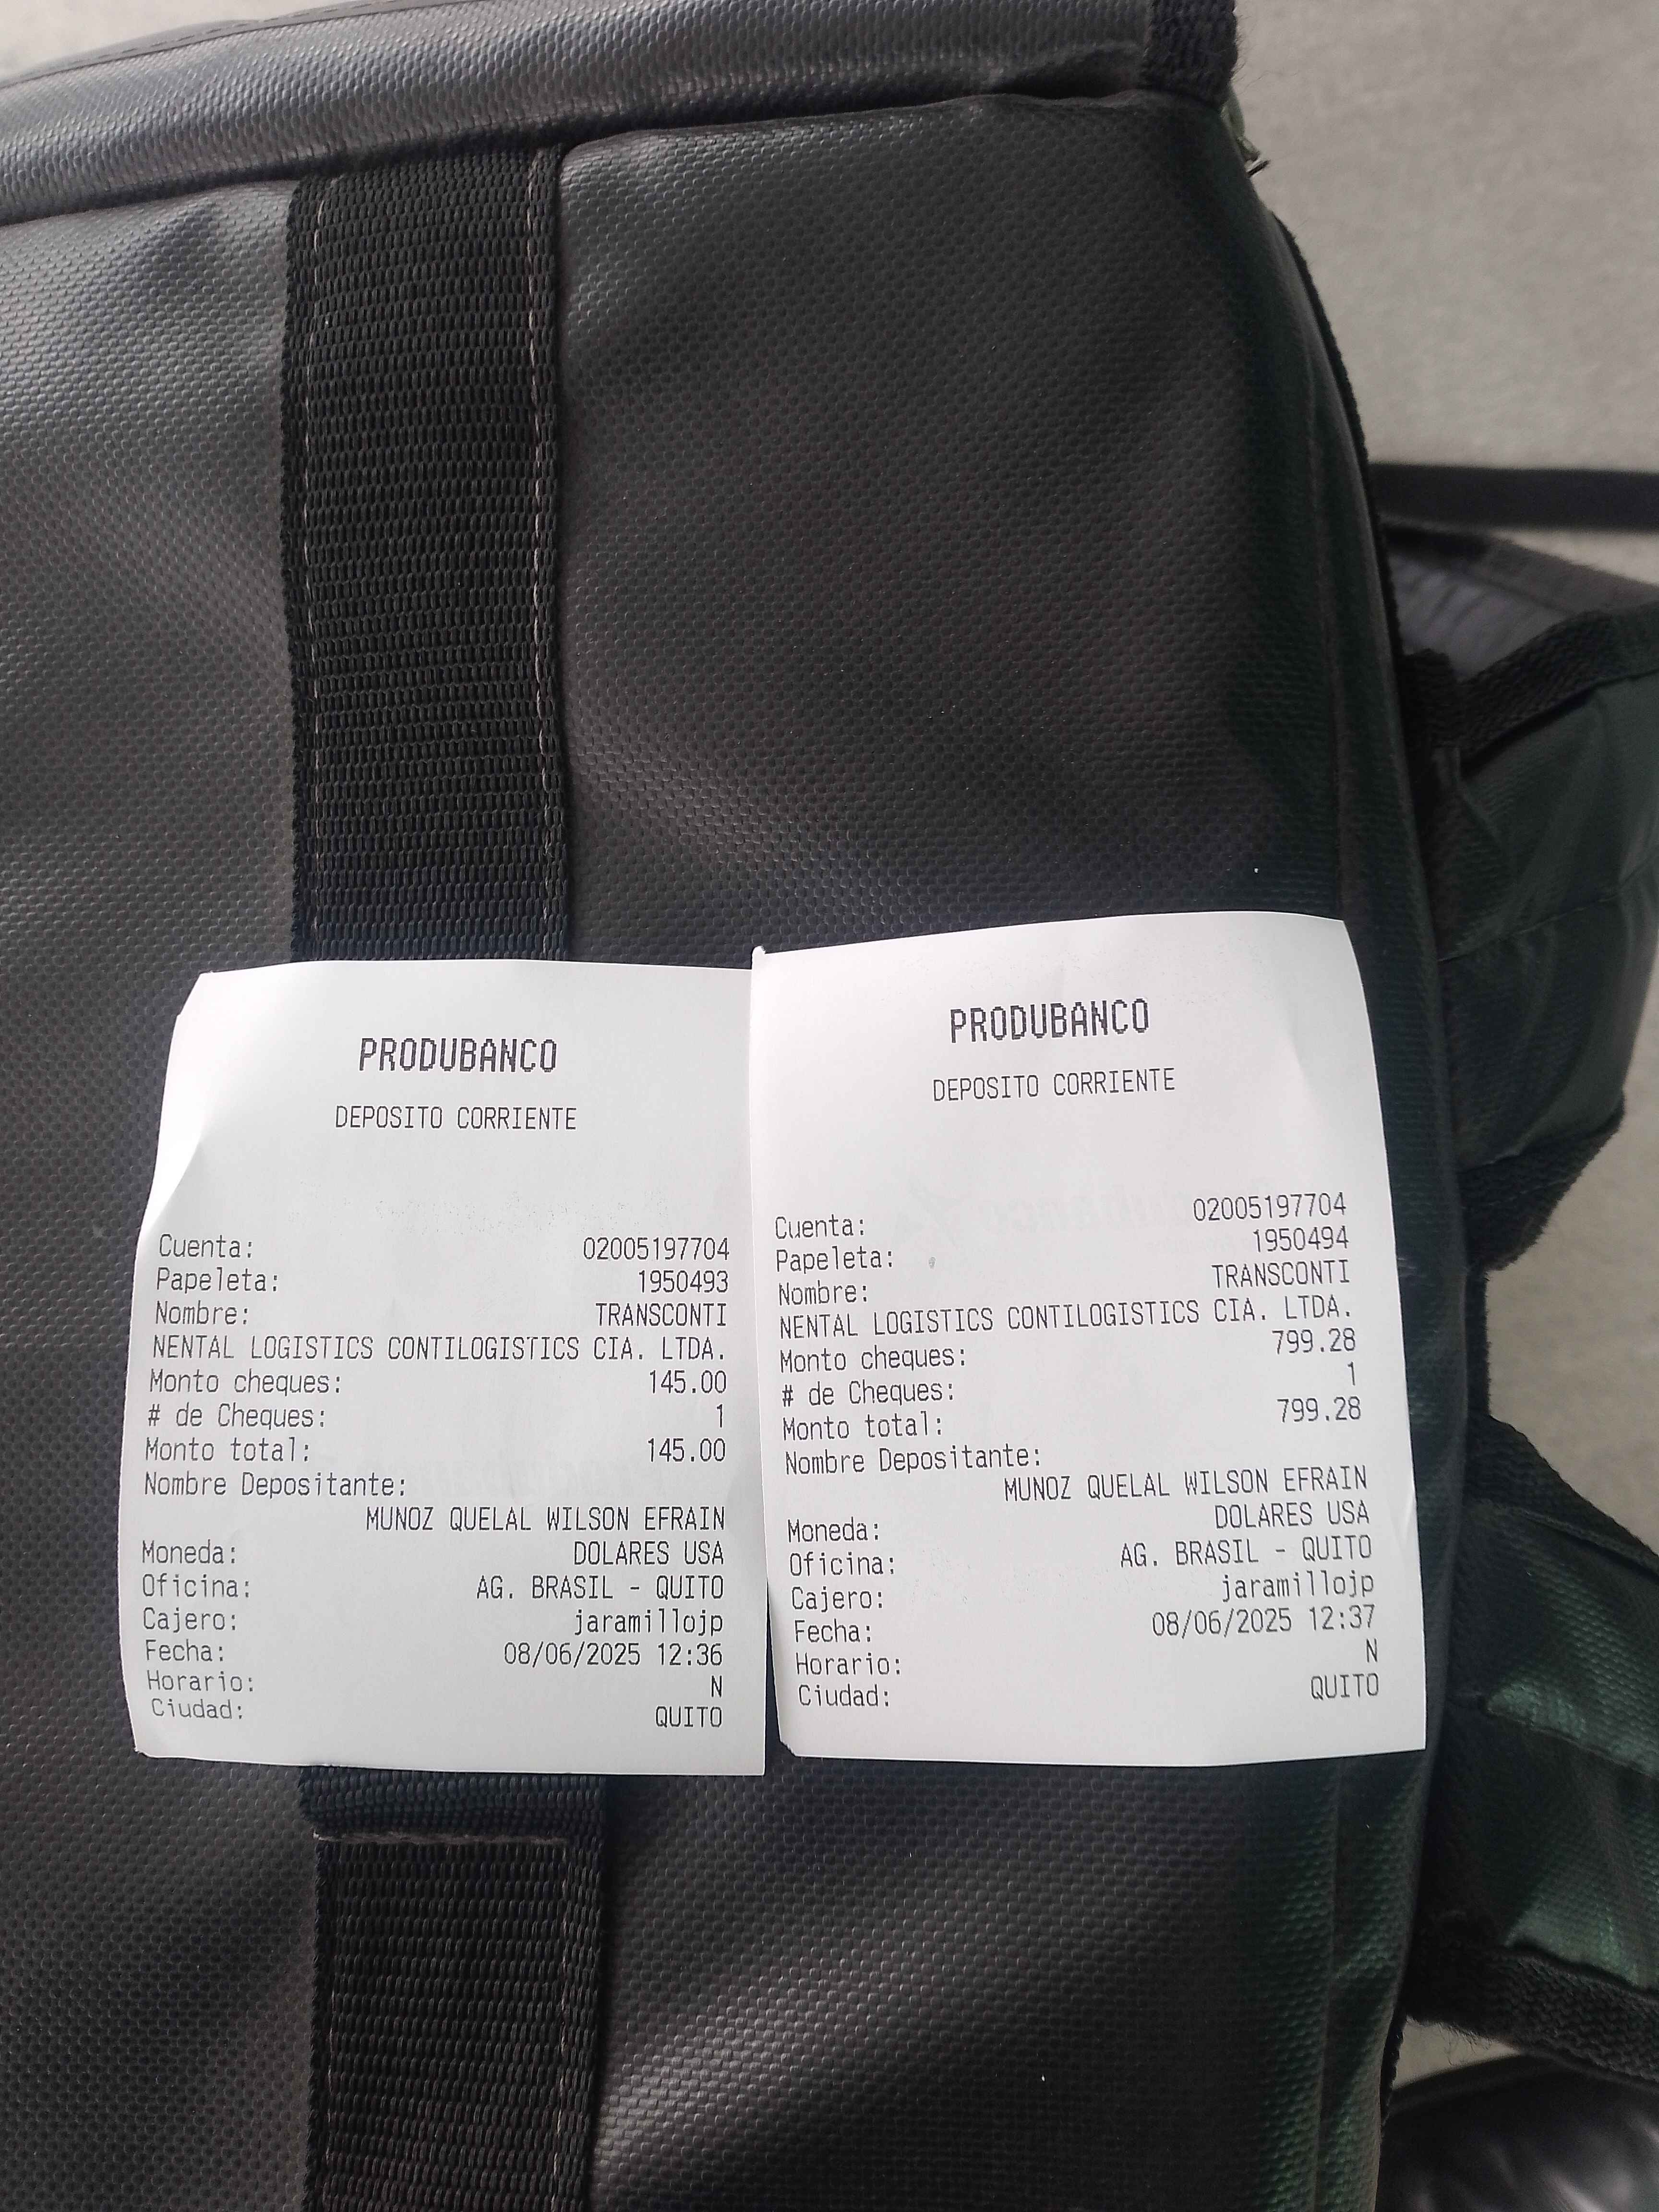 PRODUBANCO
DEPOSITO CORRIENTE
Cuenta: 02005197704
Papeleta: 1950493
Nombre: TRANSCONTI
NENTAL LOGISTICS CONTILOGISTICS CIA. LTDA.
Monto cheques: 145.00
# de Cheques: 1
Monto total: 145.00
Nombre Depositante:
MUNOZ QUELAL WILSON EFRAIN
Moneda: DOLARES USA
Oficina: AG. BRASIL - QUITO
Cajero: jaramillojp
Fecha: 08/06/2025 12:36
Horario: N
Ciudad: QUITO
PRODUBANCO
DEPOSITO CORRIENTE
Cuenta: 02005197704
Papeleta: 1950494
Nombre: TRANSCONTI
NENTAL LOGISTICS CONTILOGISTICS CIA. LTDA.
Monto cheques: 799.28
# de Cheques: 1
Monto total: 799.28
Nombre Depositante:
MUNOZ QUELAL WILSON EFRAIN
Moneda: DOLARES USA
Oficina: AG. BRASIL - QUITO
Cajero: jaramillojp
Fecha: 08/06/2025 12:37
Horario: N
Ciudad: QUITO